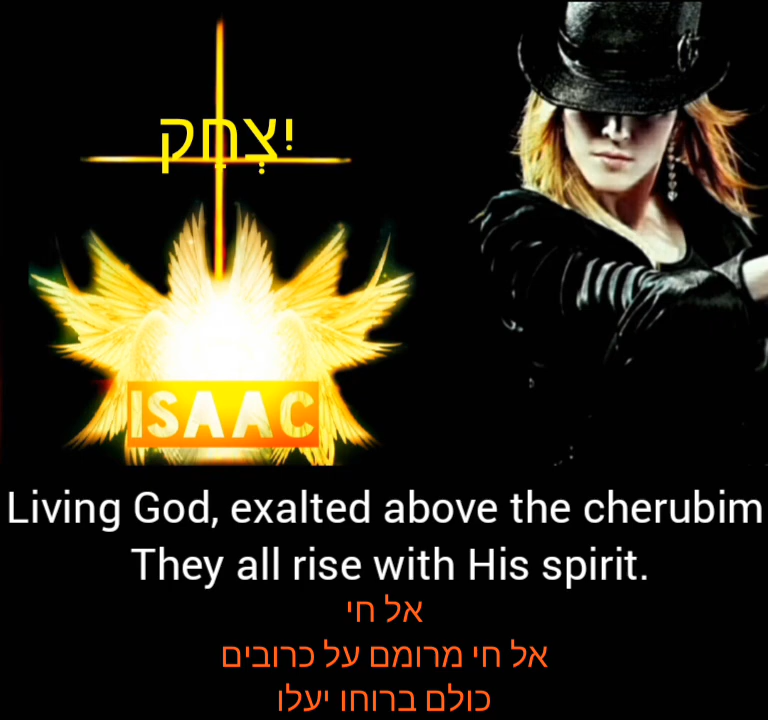 יִצְחָק
ISAAC
Living God, exalted above the cherubim
They all rise with His spirit.
אל חי
אל חי מרומם על כרובים
כולם ברוחו יעלו